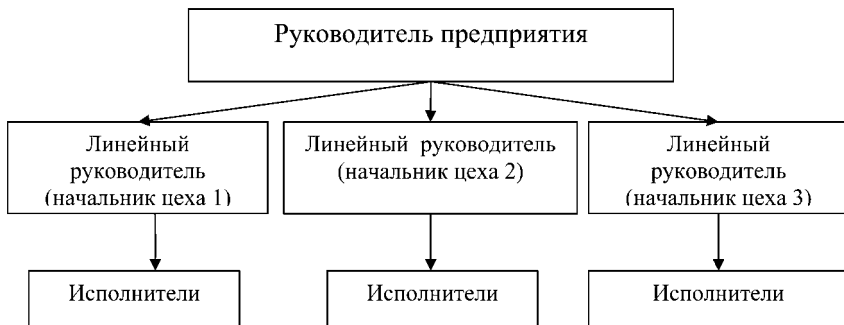 Руководитель предприятия
Линейный
руководитель
(начальник цеха 1)
Линейный руководитель
(начальник цеха 2)
Линейный
руководитель
(начальник цеха 3)
Исполнители
Исполнители
Исполнители